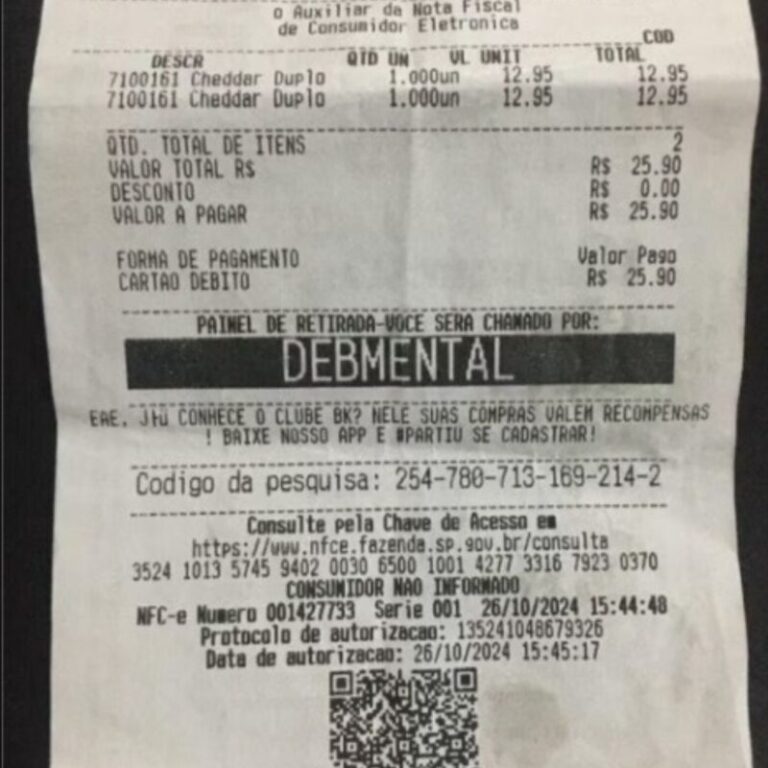 o Auxiliar da Nota Fiscal
de Consumidor Eletronica
COD
DESCR QTD UN VL UNIT TOTAL
7100161 Cheddar Duplo 1.000un 12.95 12.95
7100161 Cheddar Duplo 1.000un 12.95 12.95
QTD. TOTAL DE ITENS 2
VALOR TOTAL R$ R$ 25.90
DESCONTO R$ 0.00
VALOR A PAGAR R$ 25.90
FORMA DE PAGAMENTO Valor Pago
CARTAO DEBITO R$ 25.90
PAINEL DE RETIRADA-VOCE SERA CHAMADO POR:
DEBMENTAL
EAE, CONHECE O CLUBE BK? NELE SUAS COMPRAS VALEM RECOMPENSAS
! BAIXE NOSSO APP E #PARTIU SE CADASTRAR!
Codigo da pesquisa: 254-780-713-169-214-2
Consulte pela Chave de Acesso em
https://www.nfce.fazenda.sp.gov.br/consulta
3524 1013 5745 9402 0030 6500 1001 4277 3316 7923 0370
CONSUMIDOR NAO INFORMADO
NFC-e Numero 001427733 Serie 001 26/10/2024 15:44:48
Protocolo de autorizacao: 135241048679326
Data de autorizacao: 26/10/2024 15:45:17